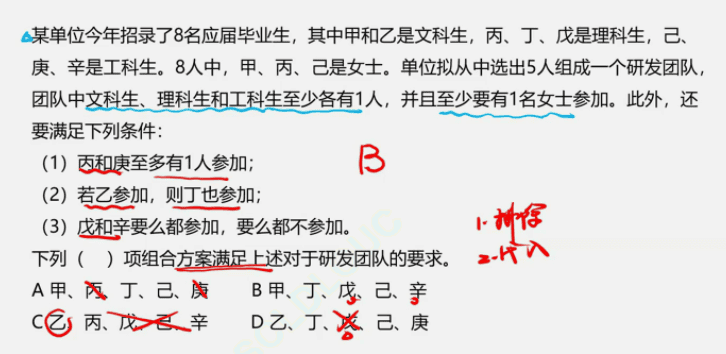 某单位今年招录了8名应届毕业生，其中甲和乙是文科生，丙、丁、戊是理科生，己、
庚、辛是工科生。8人中，甲、丙、己是女士。单位拟从中选出5人组成一个研发团队，
团队中文科生、理科生和工科生至少各有1人，并且至少要有1名女士参加。此外，还
要满足下列条件：
（1）丙和庚至多有1人参加；
B
（2）若乙参加，则丁也参加；
（3）戊和辛要么都参加，要么都不参加。
1.排除
下列（ ）项组合方案满足上述对于研发团队的要求。
2.代入
A 甲、丙、丁、己、庚 B 甲、丁、戊、己、辛
C 乙、丙、戊、己、辛 D 乙、丁、戊、己、庚